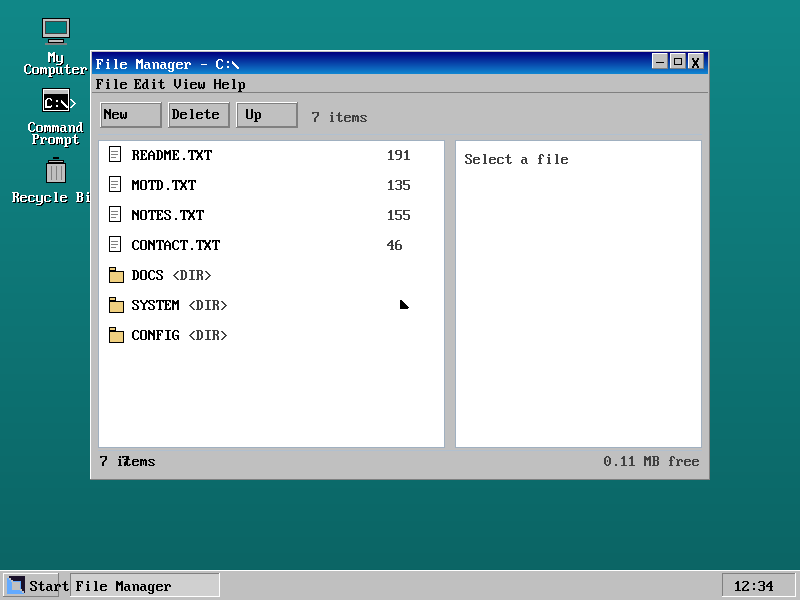 My
Computer
C:\>
Command
Prompt
Recycle Bi
File Manager - C:\
File Edit View Help
New Delete Up 7 items
README.TXT 191
MOTD.TXT 135
NOTES.TXT 155
CONTACT.TXT 46
DOCS <DIR>
SYSTEM <DIR>
CONFIG <DIR>
Select a file
7 items
0.11 MB free
Start File Manager 12:34